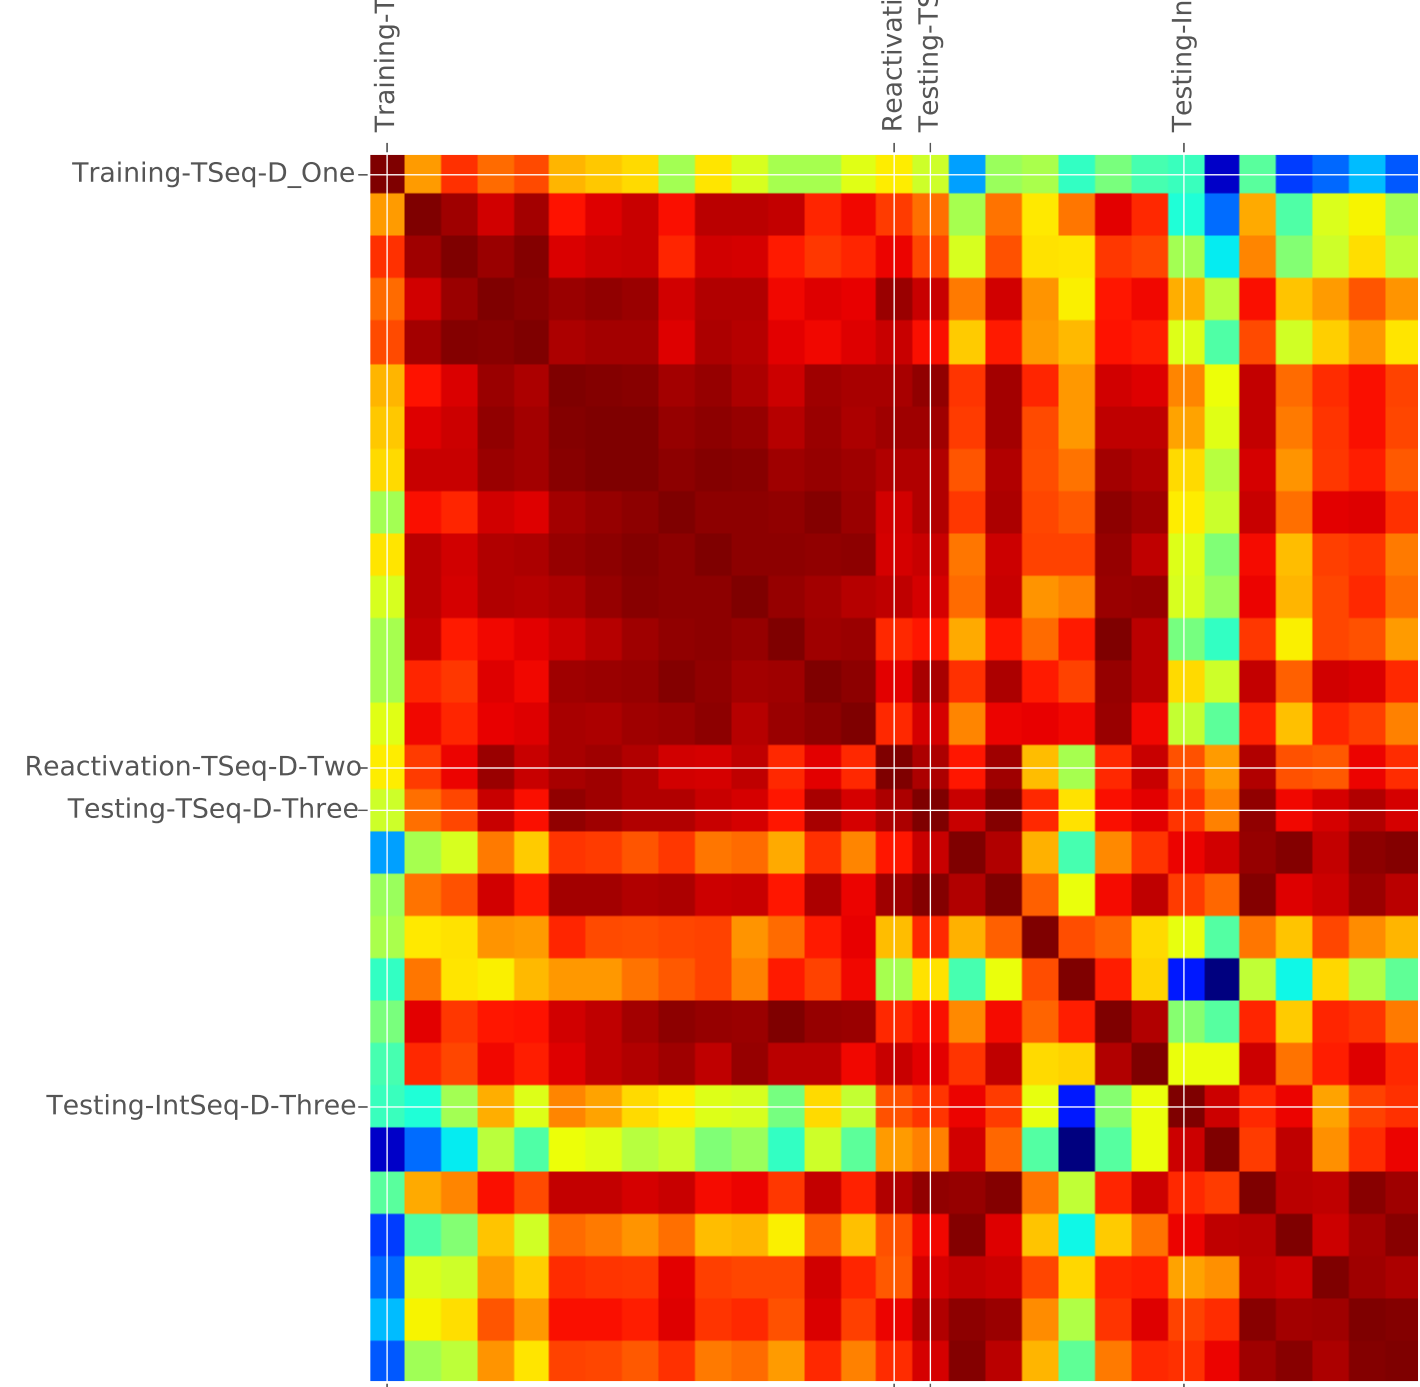 Training-T
Reactivati
Testing-TS
Testing-In
Training-TSeq-D_One
Reactivation-TSeq-D-Two
Testing-TSeq-D-Three
Testing-IntSeq-D-Three